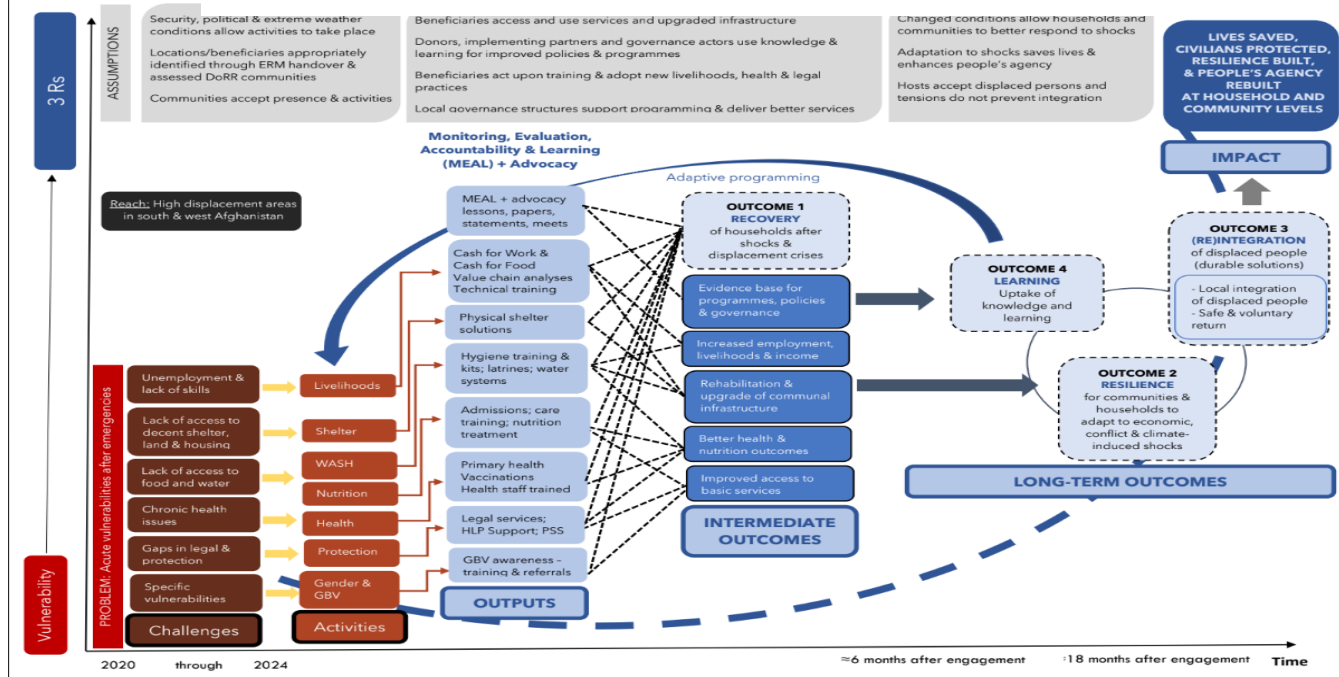 3 Rs
Vulnerability
ASSUMPTIONS
Security, political & extreme weather
conditions allow activities to take place
Locations/beneficiaries appropriately
identified through ERM handover &
assessed DoRR communities
Communities accept presence & activities
Beneficiaries access and use services and upgraded infrastructure
Donors, implementing partners and governance actors use knowledge &
learning for improved policies & programmes
Beneficiaries act upon training & adopt new livelihoods, health & legal
practices
Local governance structures support programming & deliver better services
Changed conditions allow households and
communities to better respond to shocks
Adaptation to shocks saves lives &
enhances people's agency
Hosts accept displaced persons and
tensions do not prevent integration
LIVES SAVED,
CIVILIANS PROTECTED,
RESILIENCE BUILT,
& PEOPLE'S AGENCY
REBUILT
AT HOUSEHOLD AND
COMMUNITY LEVELS
IMPACT
Reach: High displacement areas
in south & west Afghanistan
PROBLEM: Acute vulnerabilities after emergencies
Unemployment &
lack of skills
Lack of access to
decent shelter,
land & housing
Lack of access to
food and water
Chronic health
issues
Gaps in legal &
protection
Specific
vulnerabilities
Challenges
Livelihoods
Shelter
WASH
Nutrition
Health
Protection
Gender &
GBV
Activities
Monitoring, Evaluation,
Accountability & Learning
(MEAL) + Advocacy
MEAL + advocacy
lessons, papers,
statements, meets
Cash for Work &
Cash for Food
Value chain analyses
Technical training
Physical shelter
solutions
Hygiene training &
kits; latrines; water
systems
Admissions; care
training; nutrition
treatment
Primary health
Vaccinations
Health staff trained
Legal services;
HLP Support; PSS
GBV awareness -
training & referrals
OUTPUTS
Adaptive programming
OUTCOME 1
RECOVERY
of households after
shocks &
displacement crises
Evidence base for
programmes, policies
& governance
Increased employment,
livelihoods & income
Rehabilitation &
upgrade of communal
infrastructure
Better health &
nutrition outcomes
Improved access to
basic services
INTERMEDIATE
OUTCOMES
OUTCOME 4
LEARNING
Uptake of
knowledge and
learning
OUTCOME 3
(RE)INTEGRATION
of displaced people
(durable solutions)
- Local integration
of displaced people
- Safe & voluntary
return
OUTCOME 2
RESILIENCE
for communities &
households to
adapt to economic,
conflict & climate-
induced shocks
LONG-TERM OUTCOMES
2020 through 2024
≈6 months after engagement
18 months after engagement
Time